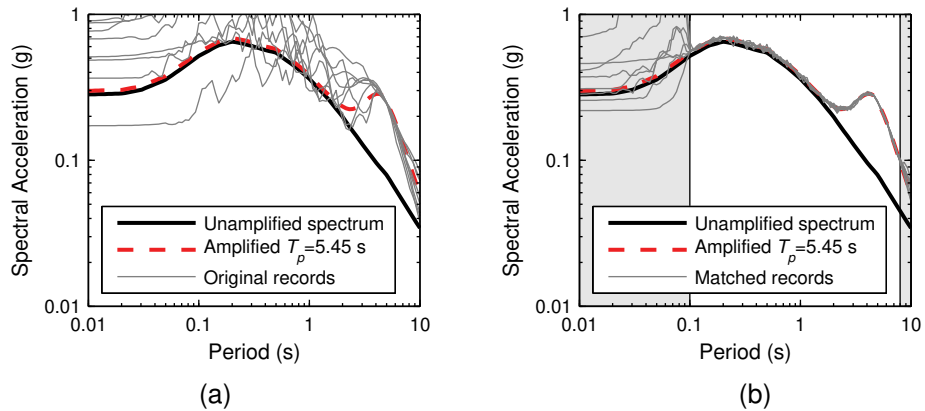 1
0.1
0.01
0.01 0.1 1 10
Spectral Acceleration (g)
Period (s)
Unamplified spectrum
Amplified Tp=5.45 s
Original records
(a)
1
0.1
0.01
0.01 0.1 1 10
Spectral Acceleration (g)
Period (s)
Unamplified spectrum
Amplified Tp=5.45 s
Matched records
(b)